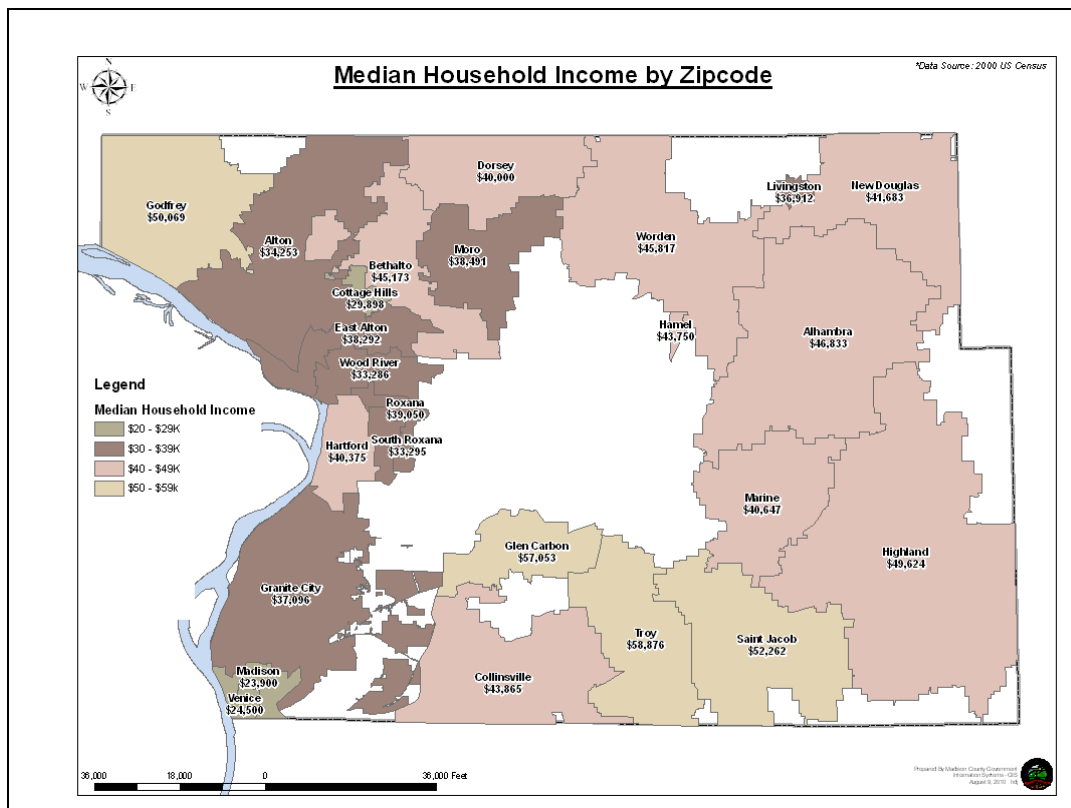 Median Household Income by Zipcode
*Data Source: 2000 US Census
N
W E
S
Godfrey
$50,069
Alton
$34,253
Dorsey
$40,000
Livingston
$36,912
New Douglas
$41,683
Moro
$38,491
Worden
$45,817
Bethalto
$45,173
Cottage Hills
$29,898
East Alton
$38,292
Hamel
$43,750
Alhambra
$46,833
Wood River
$33,286
Roxana
$39,050
Hartford
$40,375
South Roxana
$33,295
Legend
Median Household Income
$20 - $29K
$30 - $39K
$40 - $49K
$50 - $59k
Marine
$40,647
Glen Carbon
$57,053
Highland
$49,624
Granite City
$37,096
Troy
$58,876
Saint Jacob
$52,262
Madison
$23,900
Venice
$24,500
Collinsville
$43,865
36,000 18,000 0 36,000 Feet
Prepared By Madison County Government
Information Systems - GIS
August 9, 2010